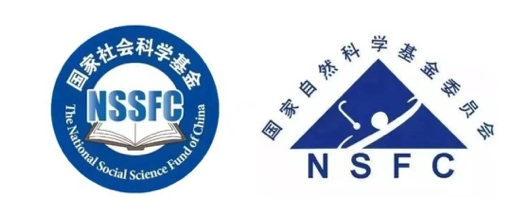 国家社会科学基金
NSSFC
The National Social Science Fund of China
国家自然科学基金委员会
NSFC